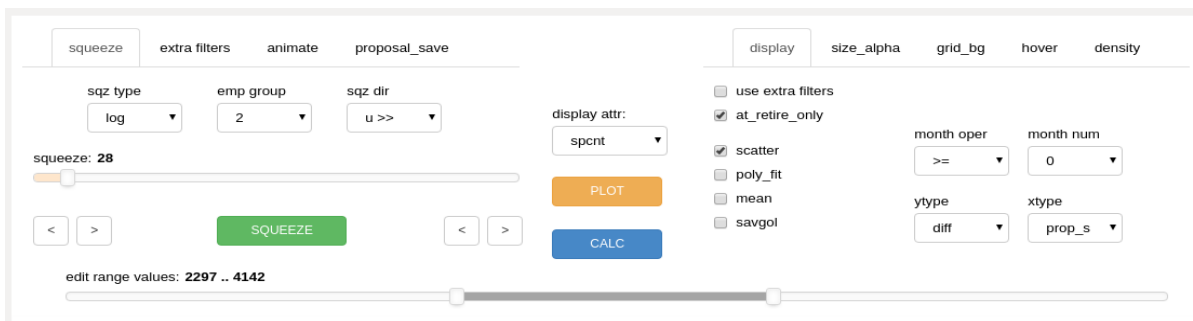 squeeze extra filters animate proposal_save
display size_alpha grid_bg hover density
sqz type emp group sqz dir
log 2 u >>
squeeze: 28
< > SQUEEZE < >
display attr:
spcnt
PLOT
CALC
use extra filters
at_retire_only
scatter
poly_fit
mean
savgol
month oper month num
>= 0
ytype xtype
diff prop_s
edit range values: 2297 .. 4142